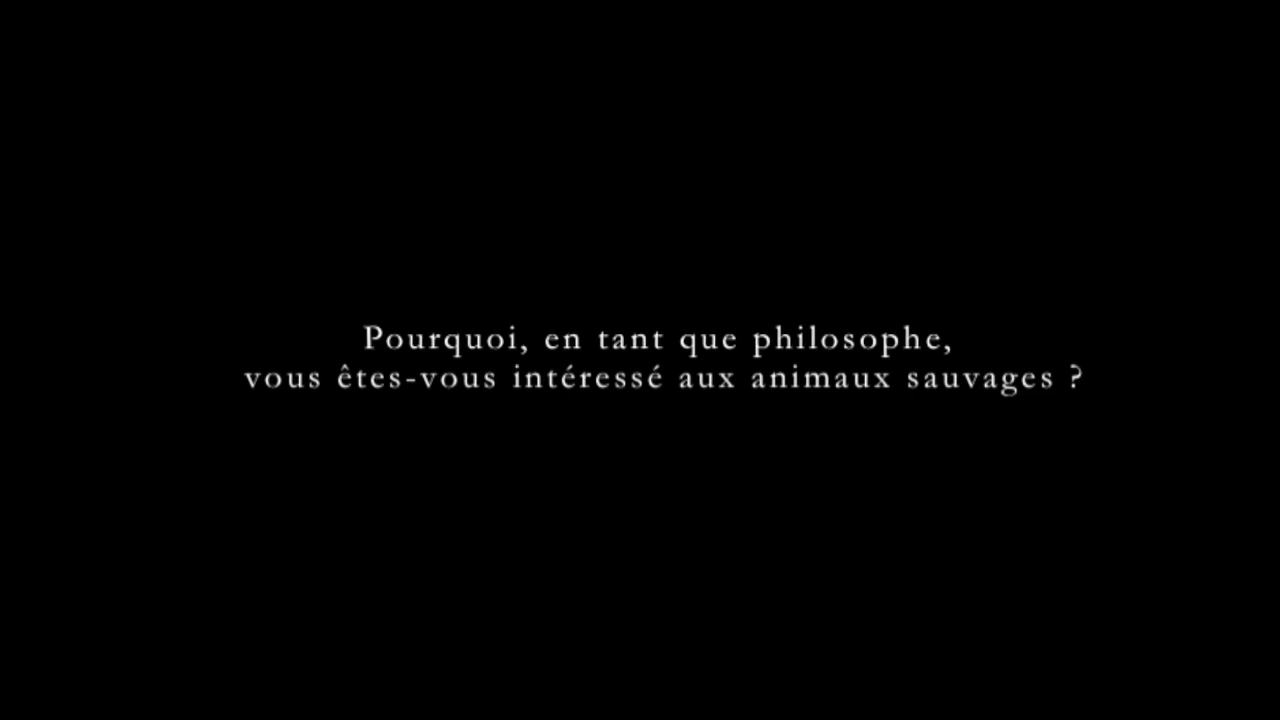 Pourquoi, en tant que philosophe,
vous êtes-vous intéressé aux animaux sauvages ?